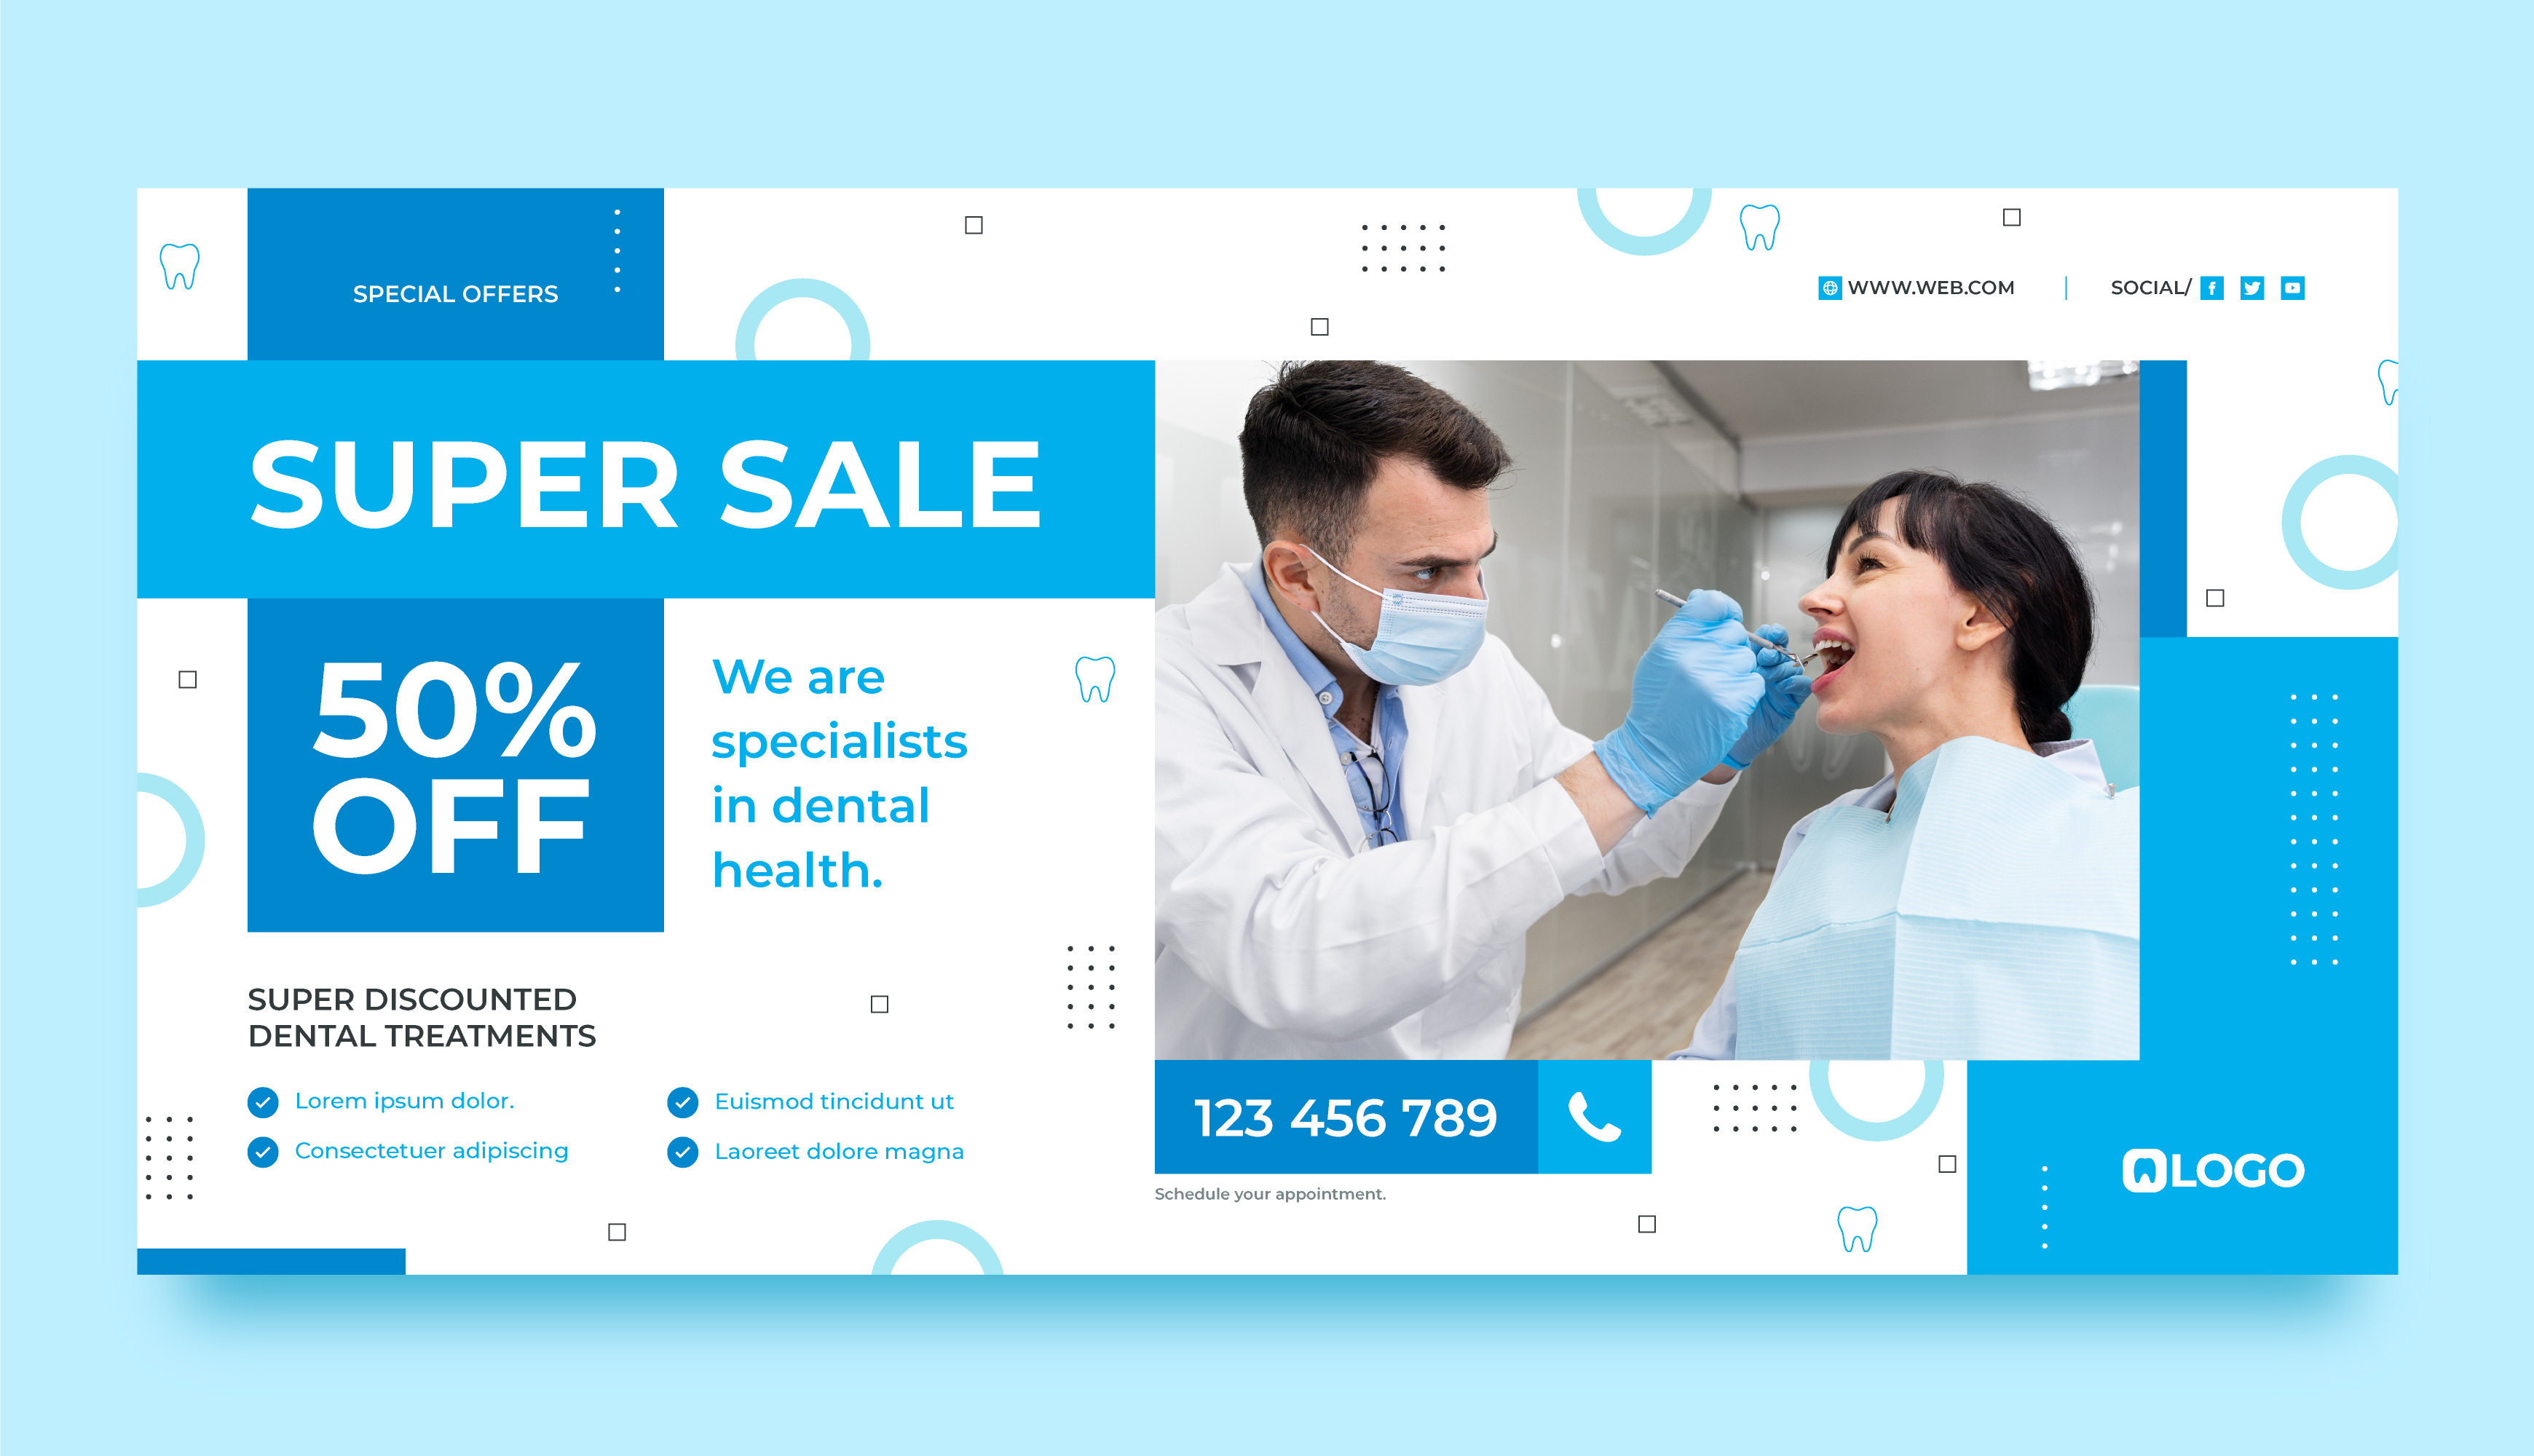 SPECIAL OFFERS
WWW.WEB.COM
SOCIAL/
SUPER SALE
50%
OFF
We are
specialists
in dental
health.
SUPER DISCOUNTED
DENTAL TREATMENTS
Lorem ipsum dolor.
Euismod tincidunt ut
Consectetuer adipiscing
Laoreet dolore magna
123 456 789
Schedule your appointment.
LOGO